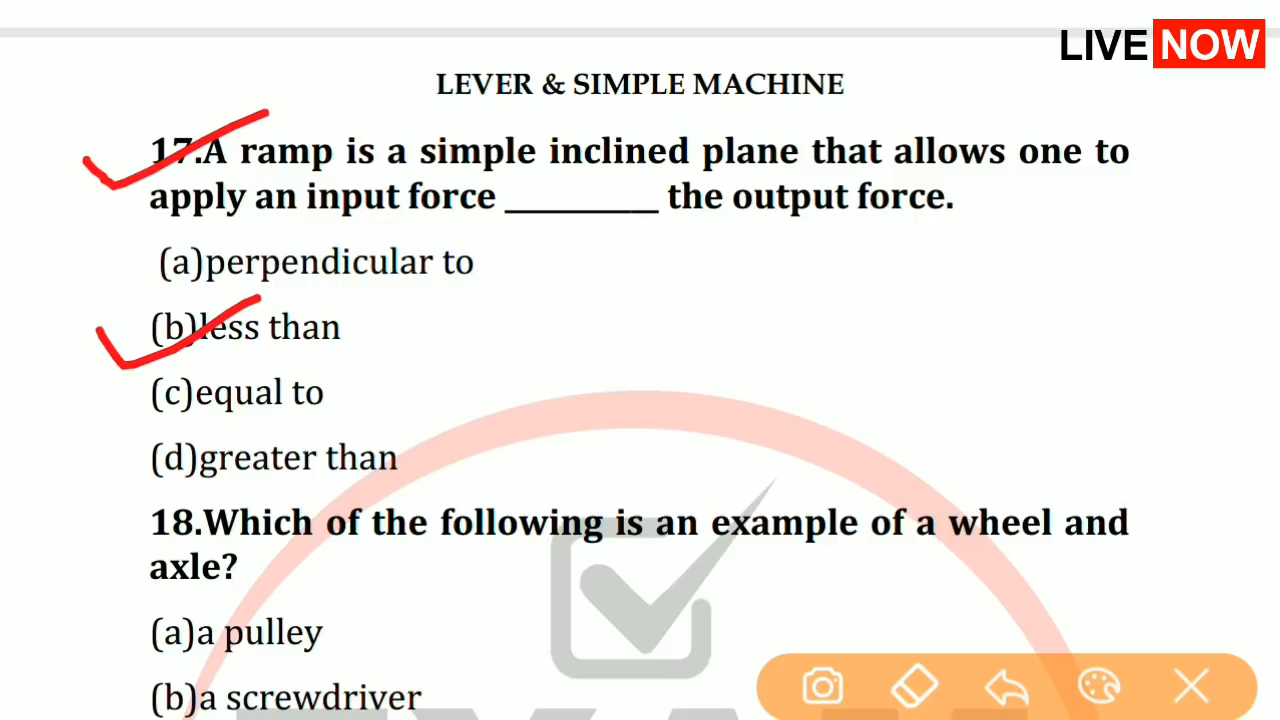 LIVE NOW
LEVER & SIMPLE MACHINE
17.A ramp is a simple inclined plane that allows one to
apply an input force __________ the output force.
(a)perpendicular to
(b)less than
(c)equal to
(d)greater than
18.Which of the following is an example of a wheel and
axle?
(a)a pulley
(b)a screwdriver